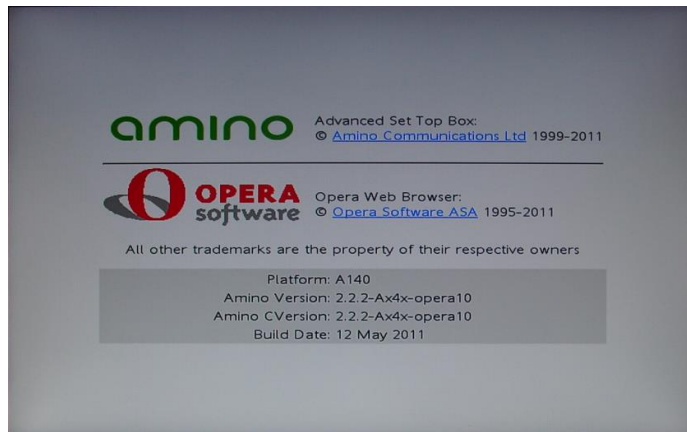 amino
Advanced Set Top Box:
© Amino Communications Ltd 1999-2011
OPERA
software
Opera Web Browser:
© Opera Software ASA 1995-2011
All other trademarks are the property of their respective owners
Platform: A140
Amino Version: 2.2.2-Ax4x-opera10
Amino CVersion: 2.2.2-Ax4x-opera10
Build Date: 12 May 2011